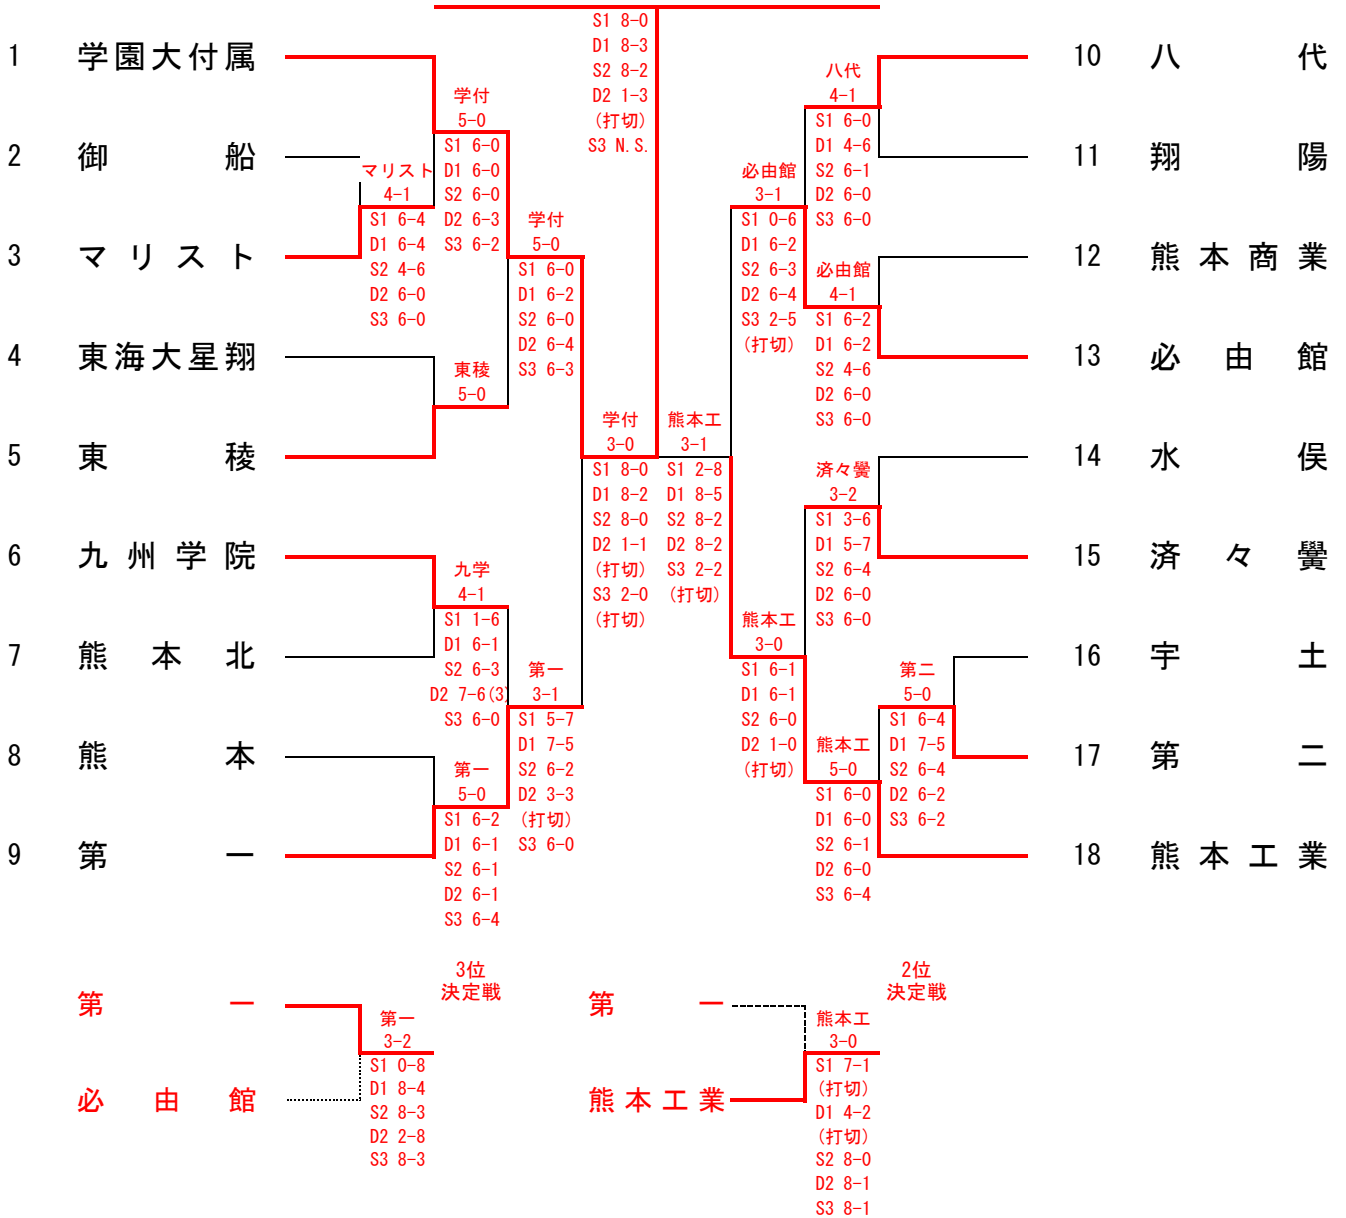 1 学園大付属
2 御船
3 マリスト
4 東海大星翔
5 東稜
6 九州学院
7 熊本北
8 熊本
9 第一
マリスト
4-1
S1 6-4
D1 6-4
S2 4-6
D2 6-0
S3 6-0
学付
5-0
S1 6-0
D1 6-0
S2 6-0
D2 6-3
S3 6-2
東稜
5-0
九学
4-1
S1 1-6
D1 6-1
S2 6-3
D2 7-6(3)
S3 6-0
第一
5-0
S1 6-2
D1 6-1
S2 6-1
D2 6-1
S3 6-4
学付
5-0
S1 6-0
D1 6-2
S2 6-0
D2 6-4
S3 6-3
第一
3-1
S1 5-7
D1 7-5
S2 6-2
D2 3-3
(打切)
S3 6-0
学付
3-0
S1 8-0
D1 8-2
S2 8-0
D2 1-1
(打切)
S3 2-0
(打切)
S1 8-0
D1 8-3
S2 8-2
D2 1-3
(打切)
S3 N.S.
熊本工
3-1
S1 2-8
D1 8-5
S2 8-2
D2 8-2
S3 2-2
(打切)
必由館
3-1
S1 0-6
D1 6-2
S2 6-3
D2 6-4
S3 2-5
(打切)
熊本工
3-0
S1 6-1
D1 6-1
S2 6-0
D2 1-0
(打切)
八代
4-1
S1 6-0
D1 4-6
S2 6-1
D2 6-0
S3 6-0
必由館
4-1
S1 6-2
D1 6-2
S2 4-6
D2 6-0
S3 6-0
済々黌
3-2
S1 3-6
D1 5-7
S2 6-4
D2 6-0
S3 6-0
熊本工
5-0
S1 6-0
D1 6-0
S2 6-1
D2 6-0
S3 6-4
第二
5-0
S1 6-4
D1 7-5
S2 6-4
D2 6-2
S3 6-2
10 八代
11 翔陽
12 熊本商業
13 必由館
14 水俣
15 済々黌
16 宇土
17 第二
18 熊本工業
3位
決定戦
第一
必由館
第一
3-2
S1 0-8
D1 8-4
S2 8-3
D2 2-8
S3 8-3
2位
決定戦
第一
熊本工業
熊本工
3-0
S1 7-1
(打切)
D1 4-2
(打切)
S2 8-0
D2 8-1
S3 8-1